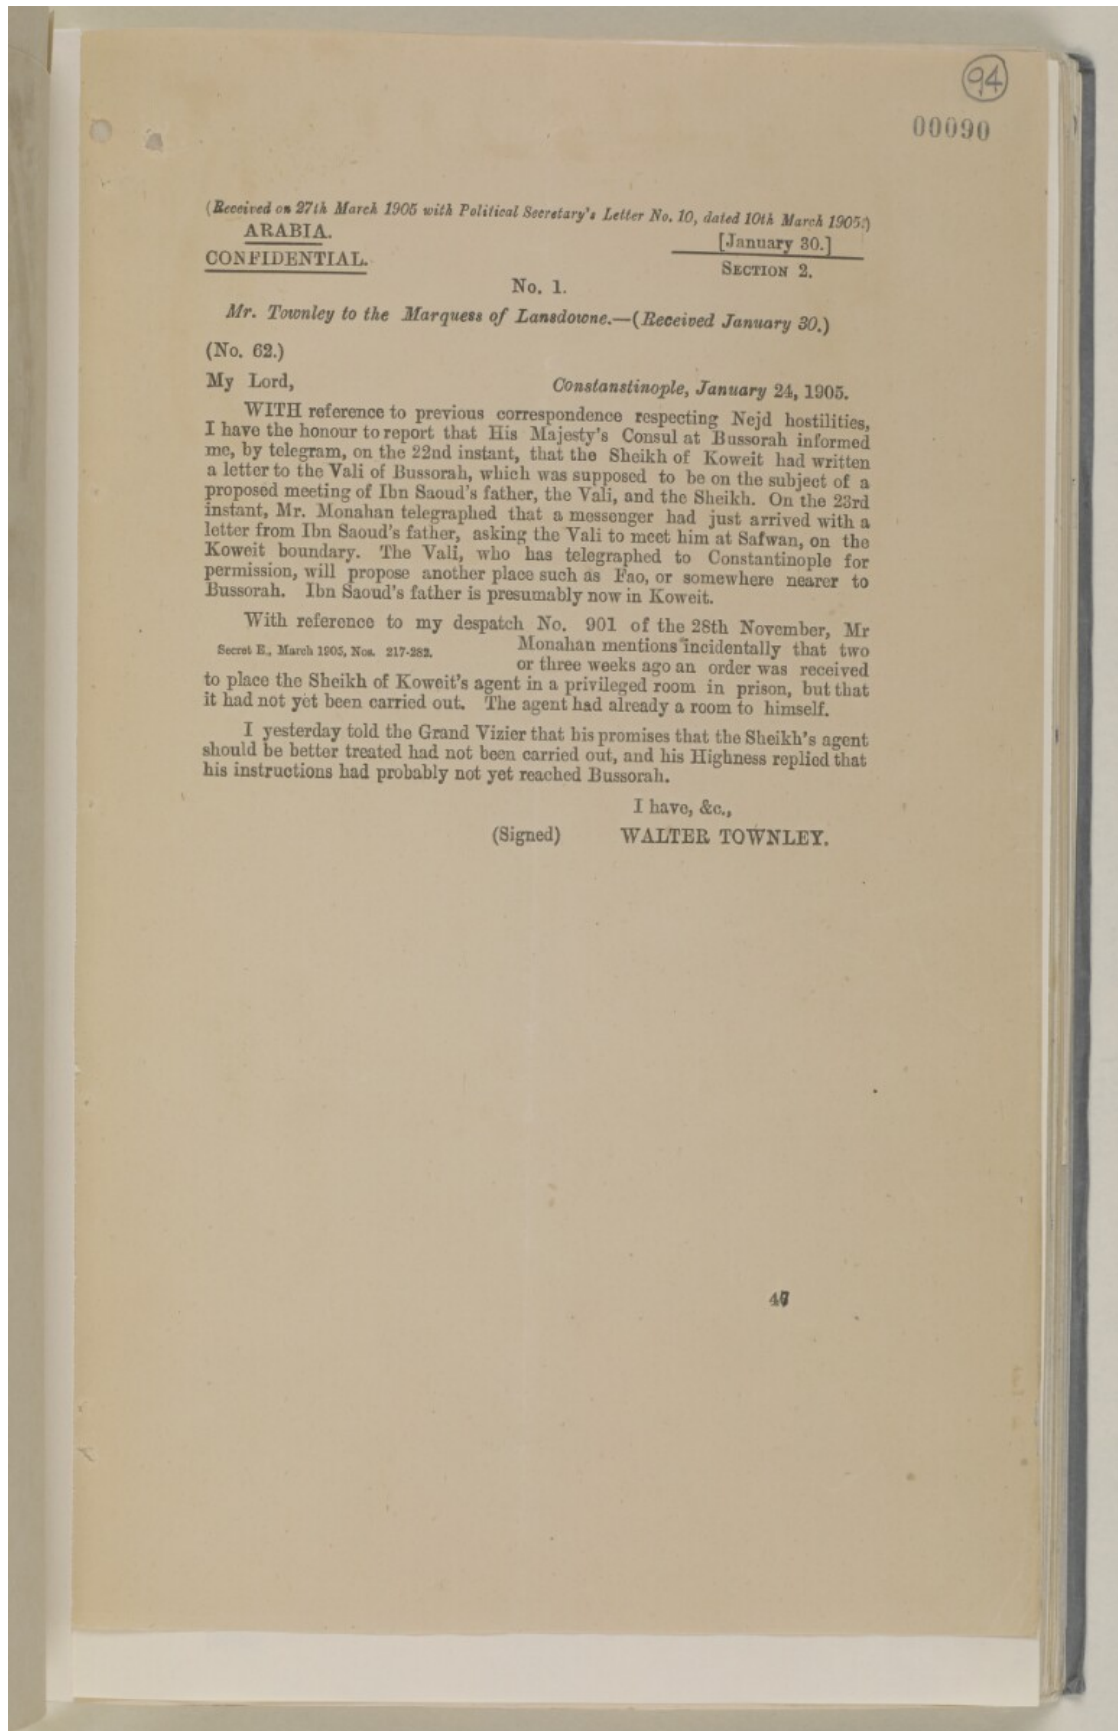 94
00090
(Received on 27th March 1905 with Political Secretary's Letter No. 10, dated 10th March 1905.)
ARABIA.
[January 30.]
CONFIDENTIAL.
SECTION 2.
No. 1.
Mr. Townley to the Marquess of Lansdowne.—(Received January 30.)
(No. 62.)
My Lord,
Constanstinople, January 24, 1905.
WITH reference to previous correspondence respecting Nejd hostilities,
I have the honour to report that His Majesty's Consul at Bussorah informed
me, by telegram, on the 22nd instant, that the Sheikh of Koweit had written
a letter to the Vali of Bussorah, which was supposed to be on the subject of a
proposed meeting of Ibn Saoud's father, the Vali, and the Sheikh. On the 23rd
instant, Mr. Monahan telegraphed that a messenger had just arrived with a
letter from Ibn Saoud's father, asking the Vali to meet him at Safwan, on the
Koweit boundary. The Vali, who has telegraphed to Constantinople for
permission, will propose another place such as Fao, or somewhere nearer to
Bussorah. Ibn Saoud's father is presumably now in Koweit.
With reference to my despatch No. 901 of the 28th November, Mr
Secret E., March 1905, Nos. 217-282.
Monahan mentions incidentally that two
or three weeks ago an order was received
to place the Sheikh of Koweit's agent in a privileged room in prison, but that
it had not yet been carried out. The agent had already a room to himself.
I yesterday told the Grand Vizier that his promises that the Sheikh's agent
should be better treated had not been carried out, and his Highness replied that
his instructions had probably not yet reached Bussorah.
I have, &c.,
(Signed) WALTER TOWNLEY.